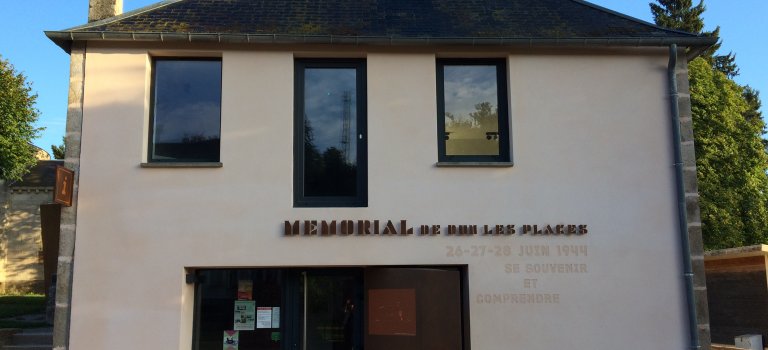 MEMORIAL DE DUN LES PLACES
26-27-28 JUIN 1944
SE SOUVENIR
ET
COMPRENDRE
i